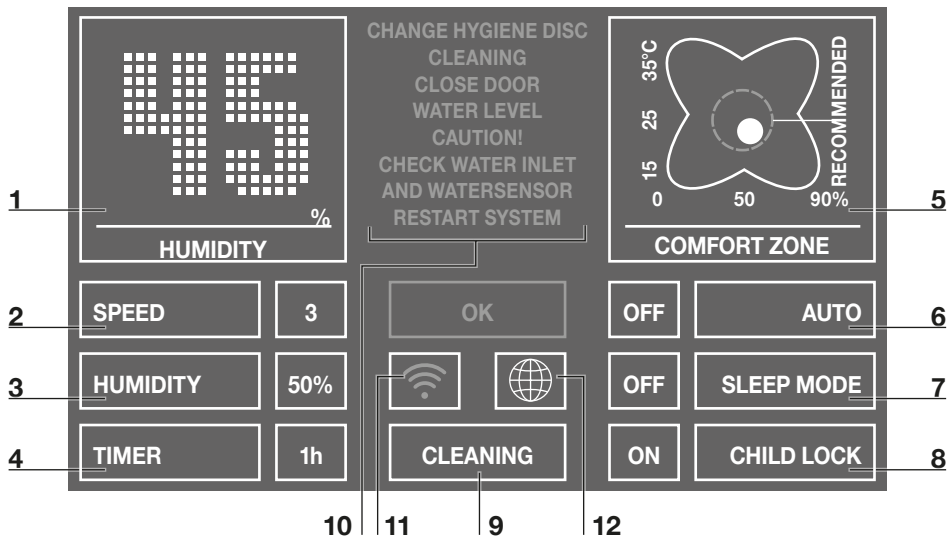 45
%
HUMIDITY
CHANGE HYGIENE DISC
CLEANING
CLOSE DOOR
WATER LEVEL
CAUTION!
CHECK WATER INLET
AND WATERSENSOR
RESTART SYSTEM
35°C
25
15
0 50 90%
RECOMMENDED
COMFORT ZONE
1
5
SPEED 3
OK
OFF AUTO
2
6
HUMIDITY 50%
OFF SLEEP MODE
3
7
TIMER 1h
CLEANING
ON CHILD LOCK
4
8
10 11 9 12